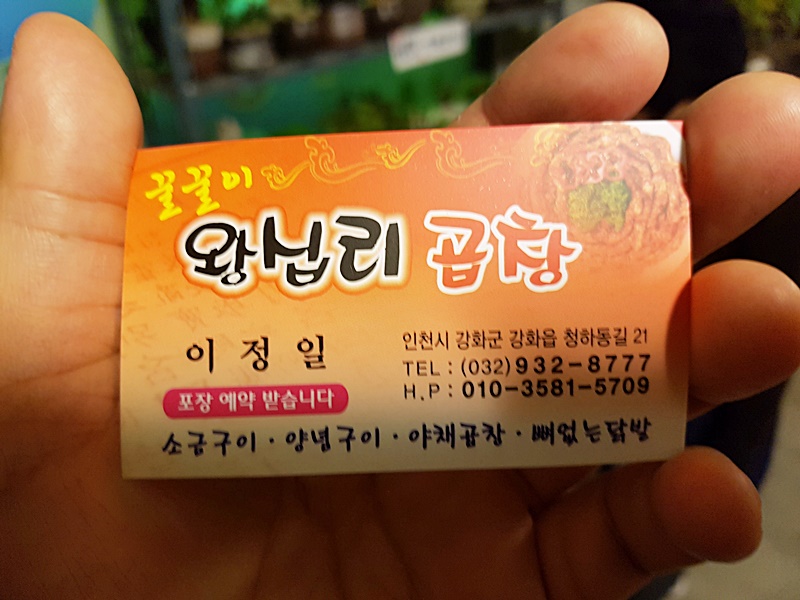 꿀꿀이
왕십리 곱창
이정일
인천시 강화군 강화읍 청하동길 21
TEL : (032)932-8777
H.P : 010-3581-5709
포장 예약 받습니다
소금구이 · 양념구이 · 야채곱창 · 뼈없는닭발